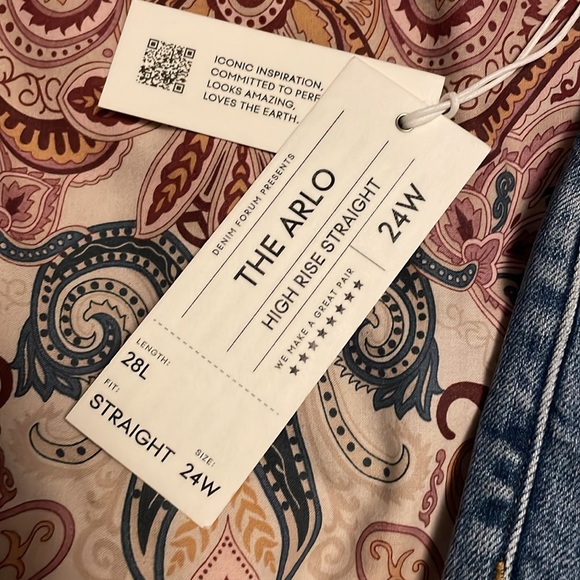 ICONIC INSPIRATION,
COMMITTED TO
LOOKS AMAZING,
LOVES THE EARTH.
DENIM FORUM PRESENTS
THE ARLO
HIGH RISE STRAIGHT
24W
WE MAKE A GREAT PAIR
★★★★★★★★
LENGTH:
28L
FIT:
STRAIGHT
SIZE:
24W